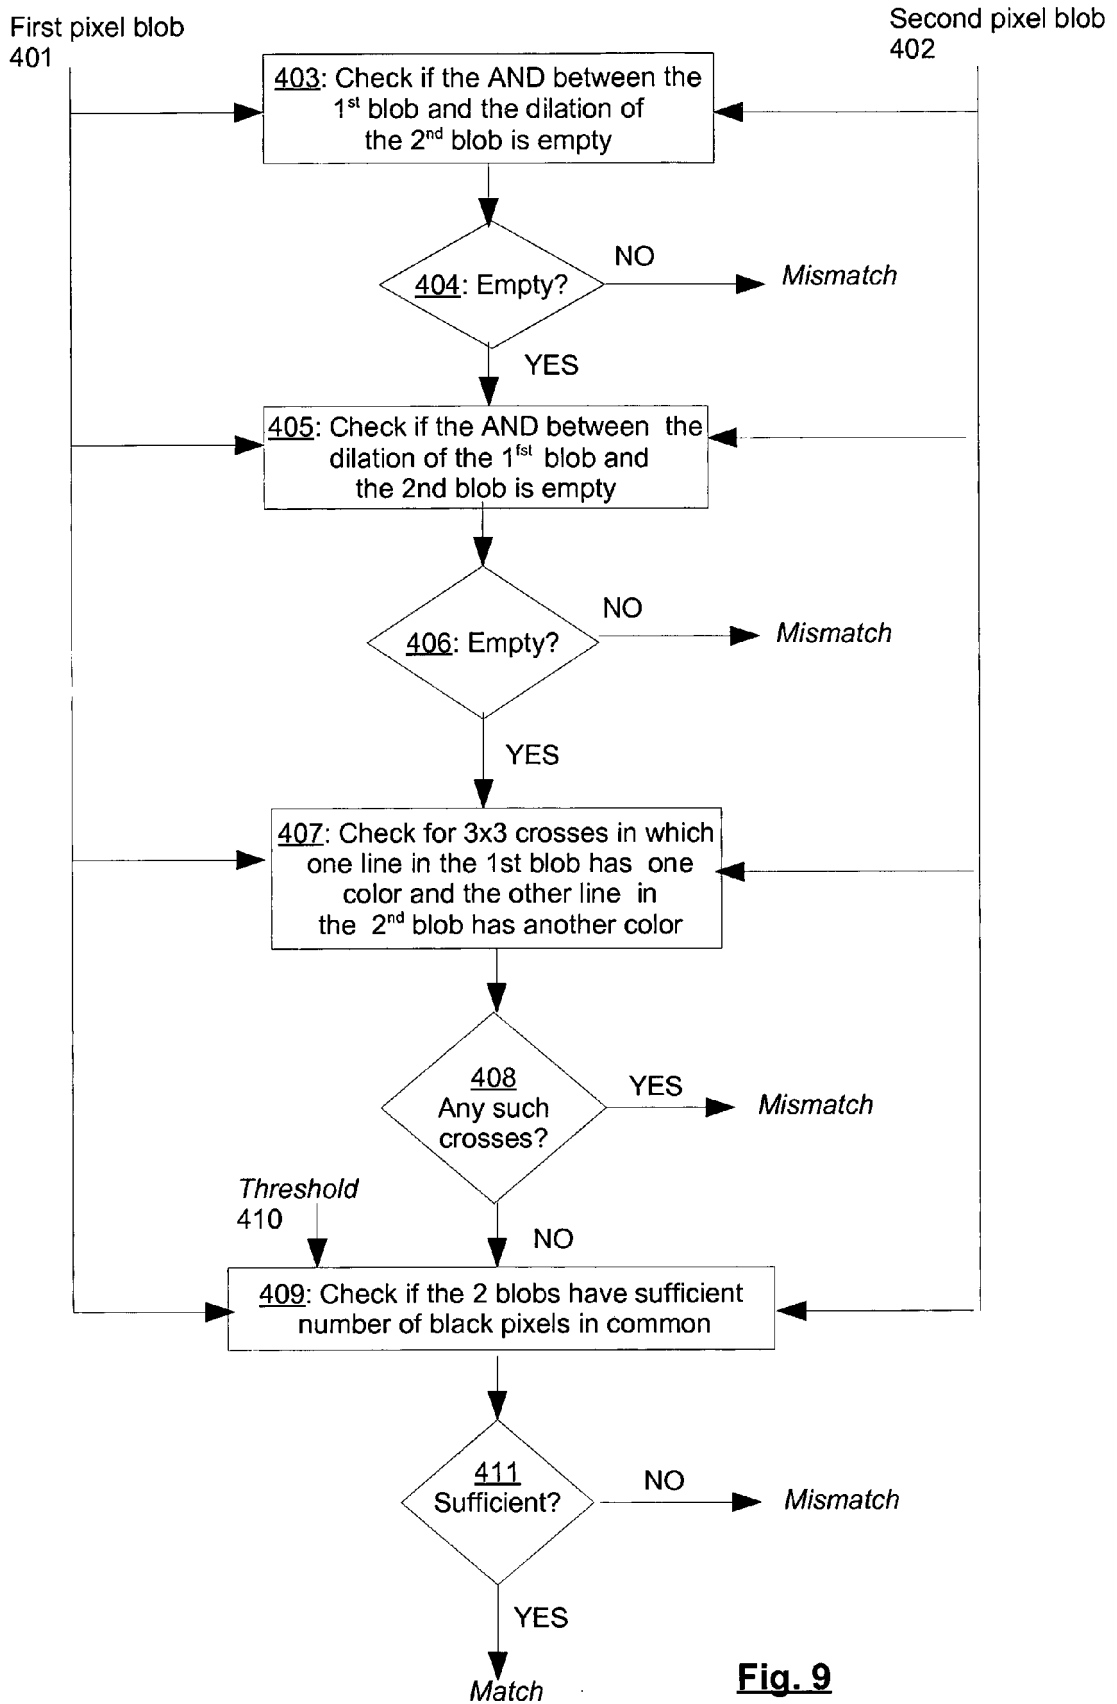 First pixel blob
401
Second pixel blob
402
403: Check if the AND between the
1st blob and the dilation of
the 2nd blob is empty
404: Empty?
NO
Mismatch
YES
405: Check if the AND between the
dilation of the 1fst blob and
the 2nd blob is empty
406: Empty?
NO
Mismatch
YES
407: Check for 3x3 crosses in which
one line in the 1st blob has one
color and the other line in
the 2nd blob has another color
408
Any such
crosses?
YES
Mismatch
Threshold
410
NO
409: Check if the 2 blobs have sufficient
number of black pixels in common
411
Sufficient?
NO
Mismatch
YES
Match
Fig. 9